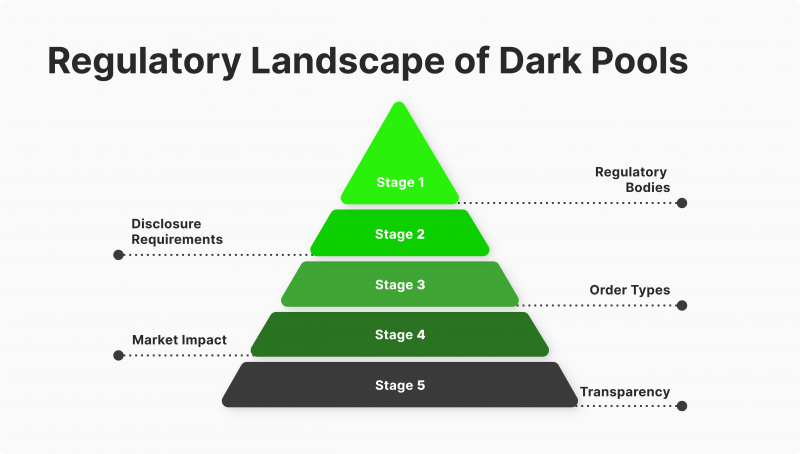 Regulatory Landscape of Dark Pools
Stage 1
Regulatory
Bodies
Disclosure
Requirements
Stage 2
Stage 3
Order Types
Market Impact
Stage 4
Stage 5
Transparency